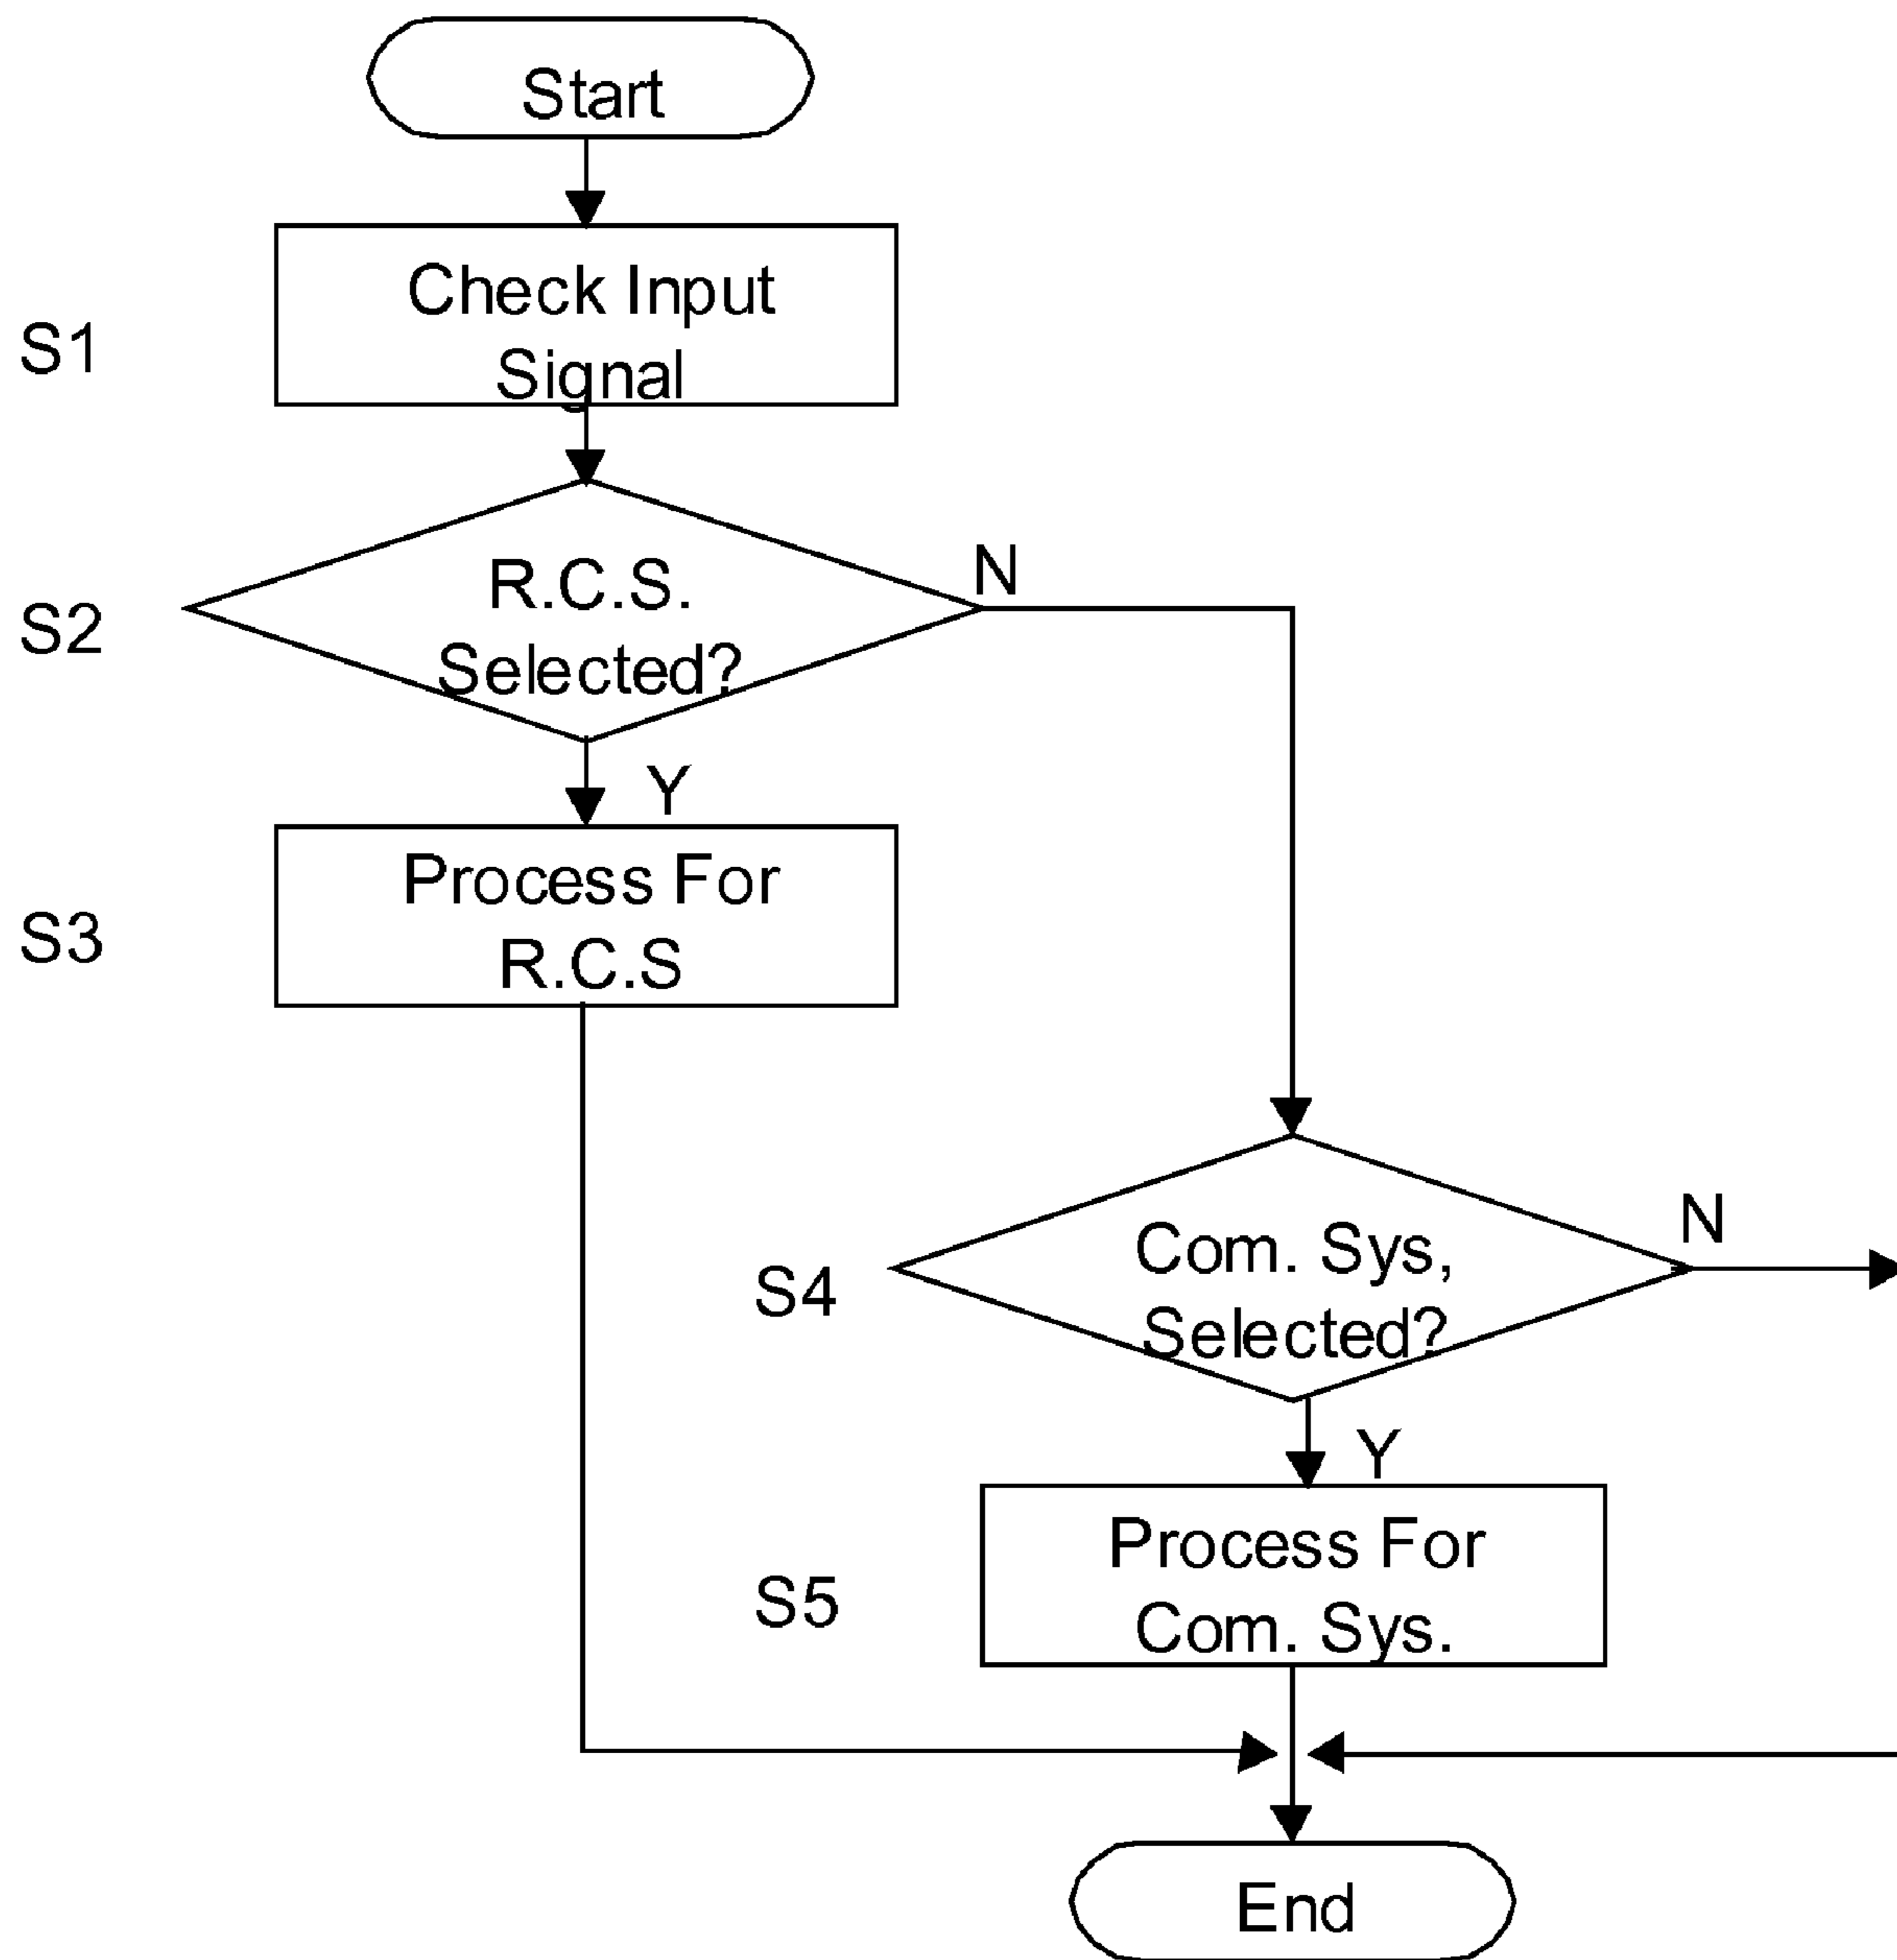 Start
Check Input
Signal
S1
R.C.S.
Selected?
N
S2
Y
Process For
R.C.S
S3
Com. Sys,
Selected?
N
S4
Y
Process For
Com. Sys.
S5
End